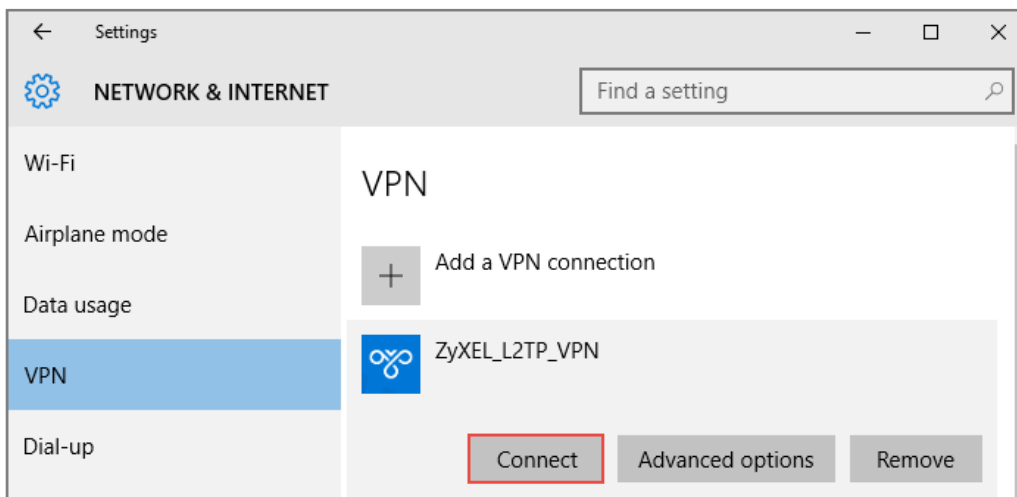 Settings
NETWORK & INTERNET
Find a setting
Wi-Fi
Airplane mode
Data usage
VPN
Dial-up
VPN
Add a VPN connection
ZyXEL_L2TP_VPN
Connect Advanced options Remove